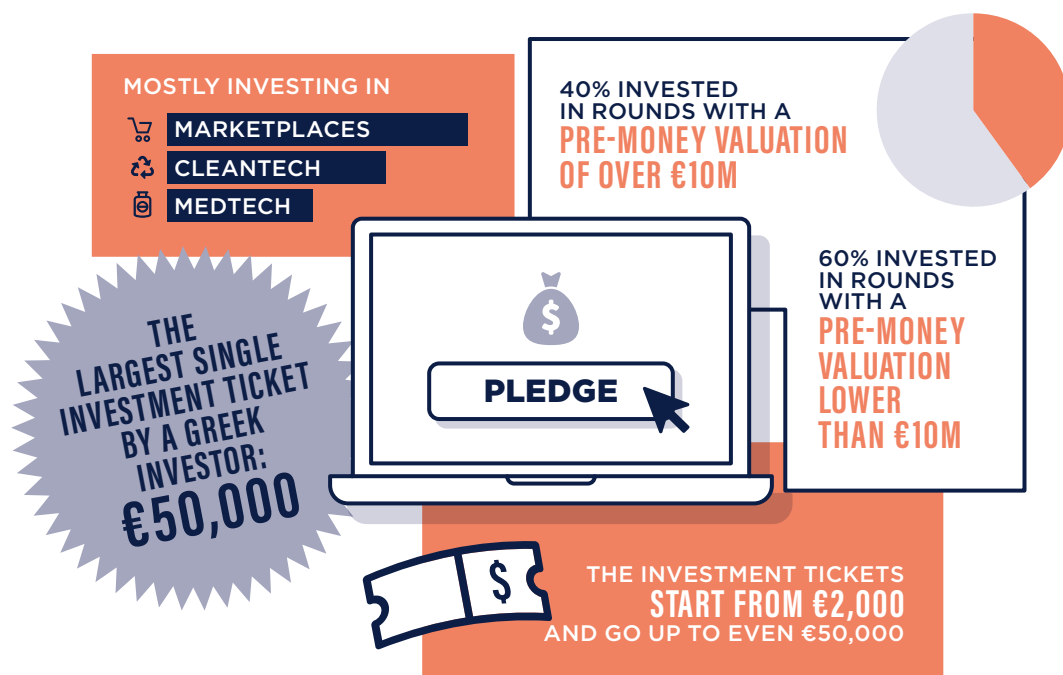 MOSTLY INVESTING IN
MARKETPLACES
CLEANTECH
MEDTECH
40% INVESTED
IN ROUNDS WITH A
PRE-MONEY VALUATION
OF OVER €10M
60% INVESTED
IN ROUNDS
WITH A
PRE-MONEY
VALUATION
LOWER
THAN €10M
THE
LARGEST SINGLE
INVESTMENT TICKET
BY A GREEK
INVESTOR:
€50,000
$
PLEDGE
$
THE INVESTMENT TICKETS
START FROM €2,000
AND GO UP TO EVEN €50,000